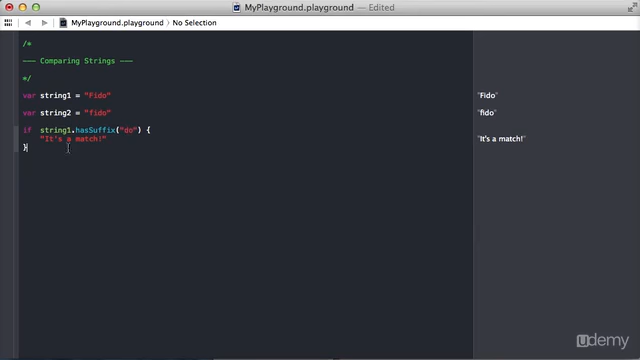 MyPlayground.playground — Edited
MyPlayground.playground › No Selection
/*
——— Comparing Strings ———
*/
var string1 = "Fido"
"Fido"
var string2 = "fido"
"fido"
if  string1.hasSuffix("do") {
"It's a match!"
"It's a match!"
}
udemy